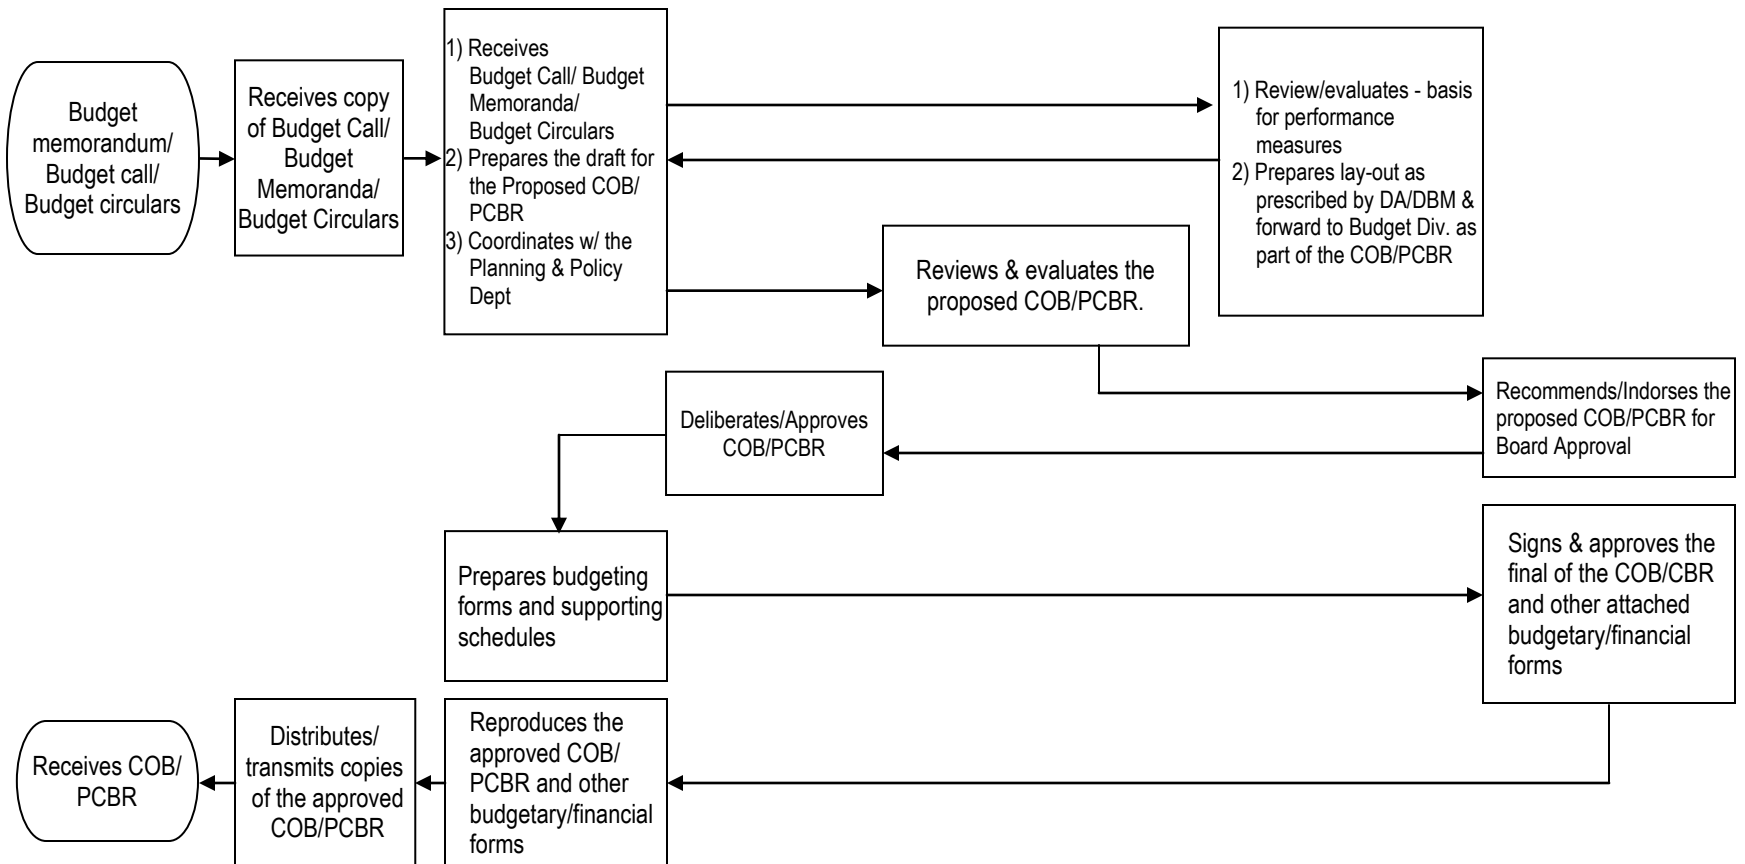 Budget
memorandum/
Budget call/
Budget circulars
Receives copy
of Budget Call/
Budget
Memoranda/
Budget Circulars
1) Receives
Budget Call/ Budget
Memoranda/
Budget Circulars
2) Prepares the draft for
the Proposed COB/
PCBR
3) Coordinates w/ the
Planning & Policy
Dept
1) Review/evaluates - basis
for performance
measures
2) Prepares lay-out as
prescribed by DA/DBM &
forward to Budget Div. as
part of the COB/PCBR
Reviews & evaluates the
proposed COB/PCBR.
Recommends/Indorses the
proposed COB/PCBR for
Board Approval
Deliberates/Approves
COB/PCBR
Prepares budgeting
forms and supporting
schedules
Signs & approves the
final of the COB/CBR
and other attached
budgetary/financial
forms
Reproduces the
approved COB/
PCBR and other
budgetary/financial
forms
Distributes/
transmits copies
of the approved
COB/PCBR
Receives COB/
PCBR